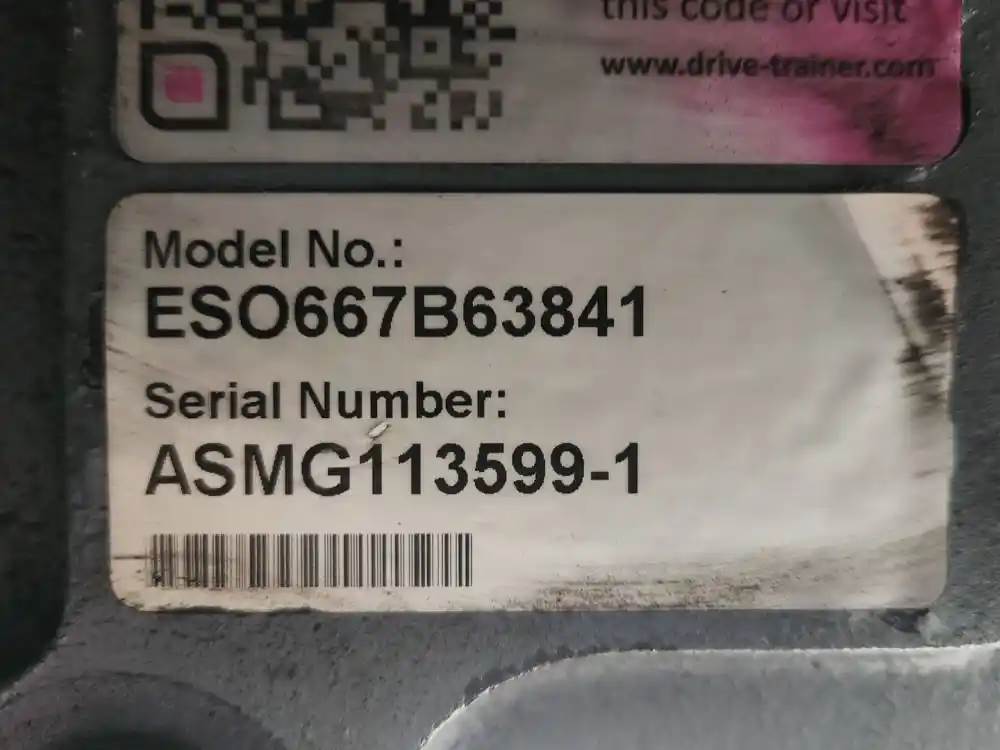 this code or visit
www.drive-trainer.com
Model No.:
ESO667B63841
Serial Number:
ASMG113599-1